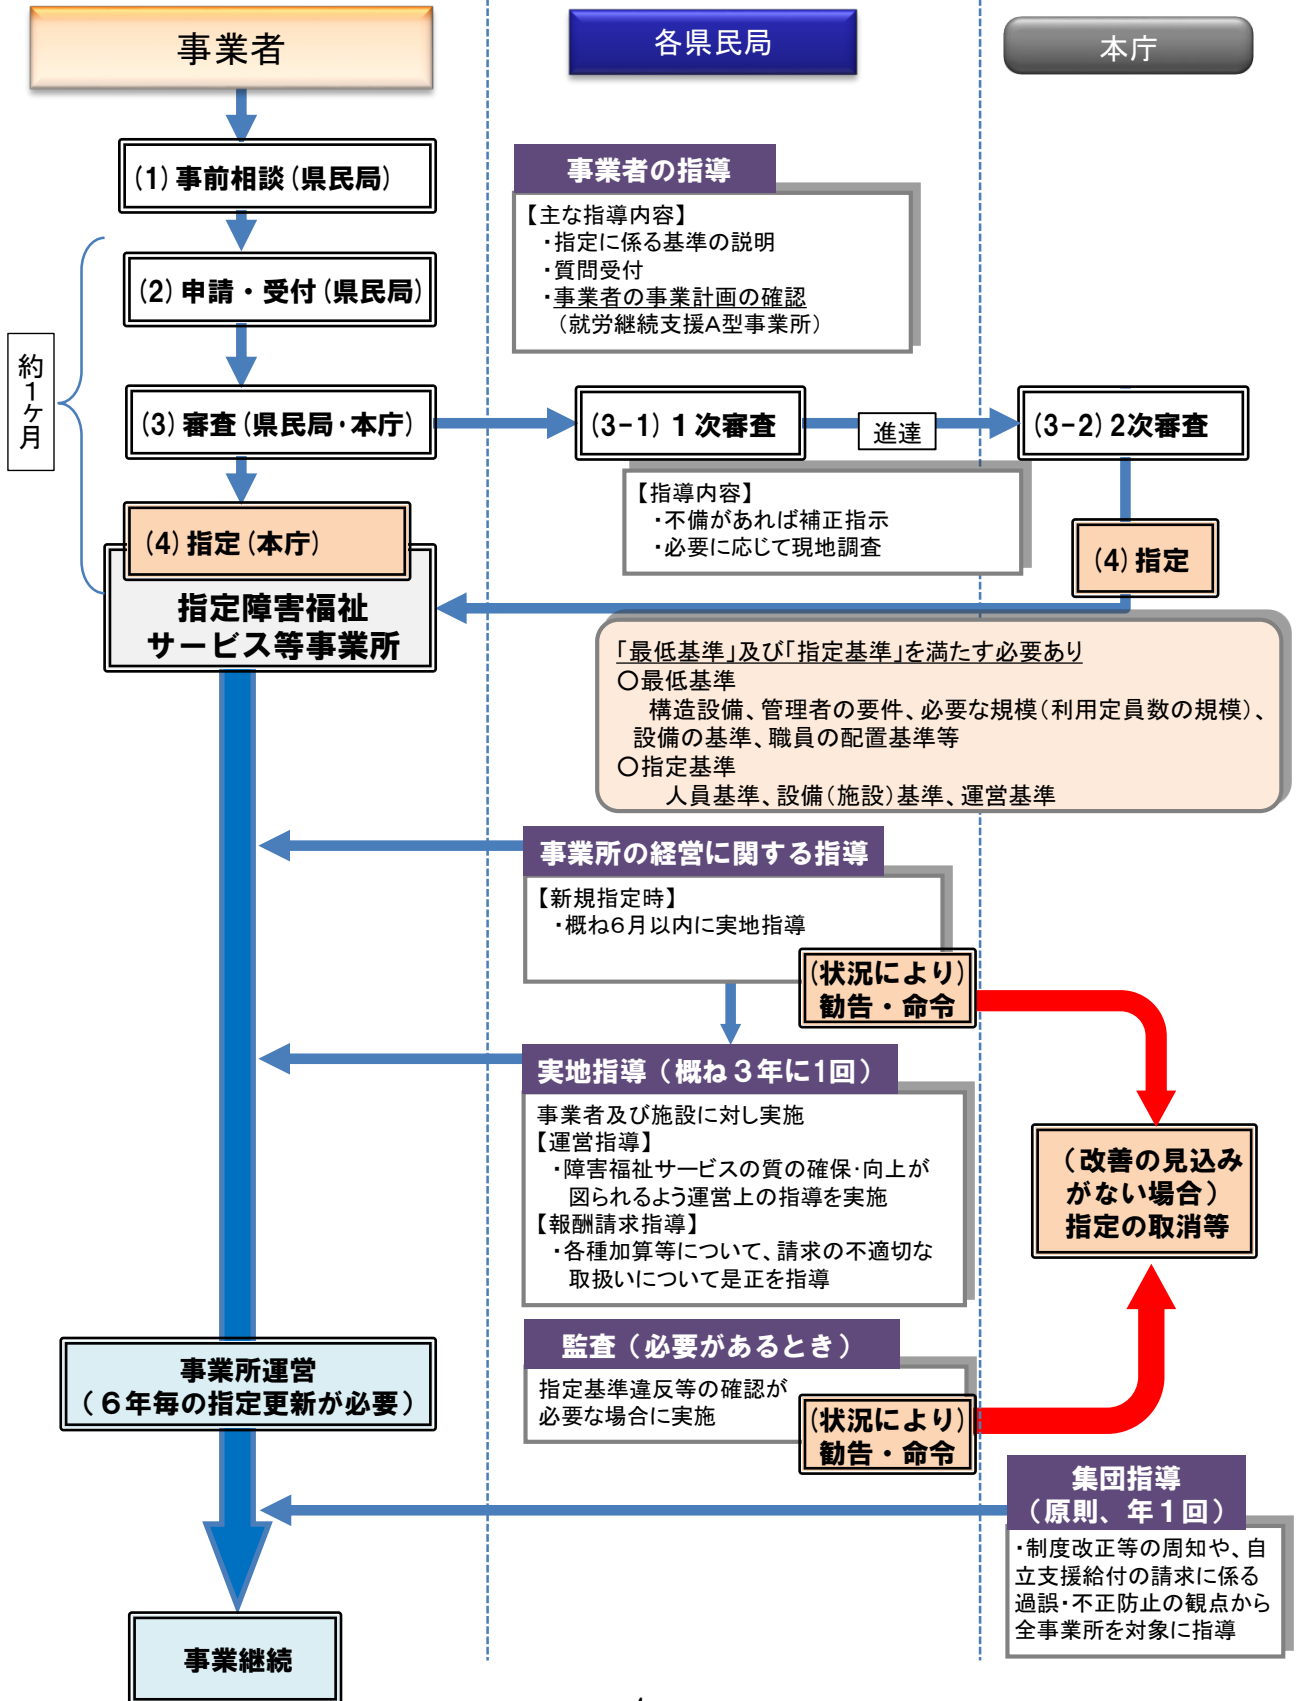 事業者
各県民局
本庁
(1)事前相談(県民局)
(2)申請・受付(県民局)
(3)審査(県民局・本庁)
(4)指定(本庁)
指定障害福祉
サービス等事業所
約1ヶ月
事業者の指導
【主な指導内容】
・指定に係る基準の説明
・質問受付
・事業者の事業計画の確認
(就労継続支援A型事業所)
(3-1)1次審査
進達
(3-2)2次審査
【指導内容】
・不備があれば補正指示
・必要に応じて現地調査
(4)指定
「最低基準」及び「指定基準」を満たす必要あり
○最低基準
構造設備、管理者の要件、必要な規模(利用定員数の規模)、
設備の基準、職員の配置基準等
○指定基準
人員基準、設備(施設)基準、運営基準
事業所の経営に関する指導
【新規指定時】
・概ね6月以内に実地指導
(状況により)
勧告・命令
実地指導(概ね3年に1回)
事業者及び施設に対し実施
【運営指導】
・障害福祉サービスの質の確保・向上が
図られるよう運営上の指導を実施
【報酬請求指導】
・各種加算等について、請求の不適切な
取扱いについて是正を指導
(改善の見込み
がない場合)
指定の取消等
監査(必要があるとき)
指定基準違反等の確認が
必要な場合に実施
(状況により)
勧告・命令
事業所運営
(6年毎の指定更新が必要)
集団指導
(原則、年1回)
・制度改正等の周知や、自
立支援給付の請求に係る
過誤・不正防止の観点から
全事業所を対象に指導
事業継続